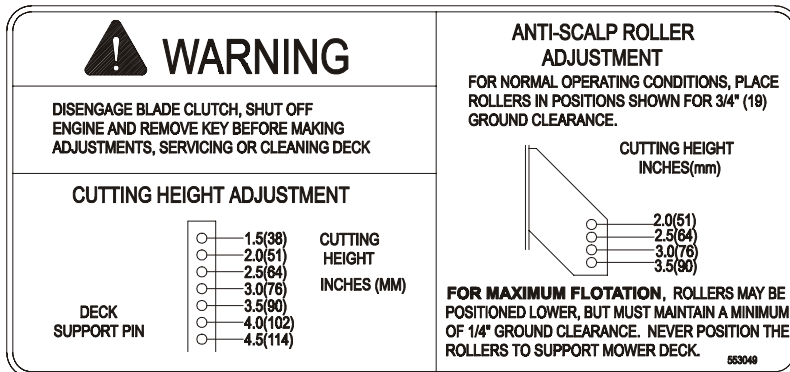 WARNING
DISENGAGE BLADE CLUTCH, SHUT OFF
ENGINE AND REMOVE KEY BEFORE MAKING
ADJUSTMENTS, SERVICING OR CLEANING DECK
CUTTING HEIGHT ADJUSTMENT
1.5(38)
2.0(51)
2.5(64)
3.0(76)
3.5(90)
4.0(102)
4.5(114)
CUTTING
HEIGHT
INCHES (MM)
DECK
SUPPORT PIN
ANTI-SCALP ROLLER
ADJUSTMENT
FOR NORMAL OPERATING CONDITIONS, PLACE
ROLLERS IN POSITIONS SHOWN FOR 3/4" (19)
GROUND CLEARANCE.
CUTTING HEIGHT
INCHES(mm)
2.0(51)
2.5(64)
3.0(76)
3.5(90)
FOR MAXIMUM FLOTATION, ROLLERS MAY BE
POSITIONED LOWER, BUT MUST MAINTAIN A MINIMUM
OF 1/4" GROUND CLEARANCE. NEVER POSITION THE
ROLLERS TO SUPPORT MOWER DECK.
553049